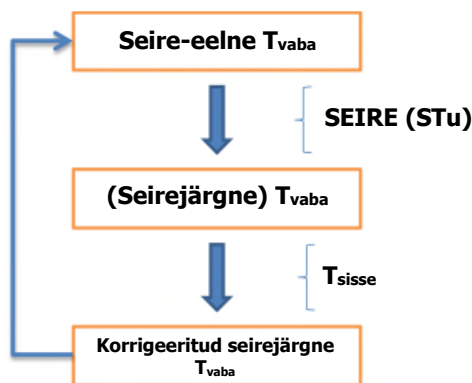 Seire-eelne Tvaba
SEIRE (STu)
(Seirejärgne) Tvaba
Tsisse
Korrigeeritud seirejärgne
Tvaba